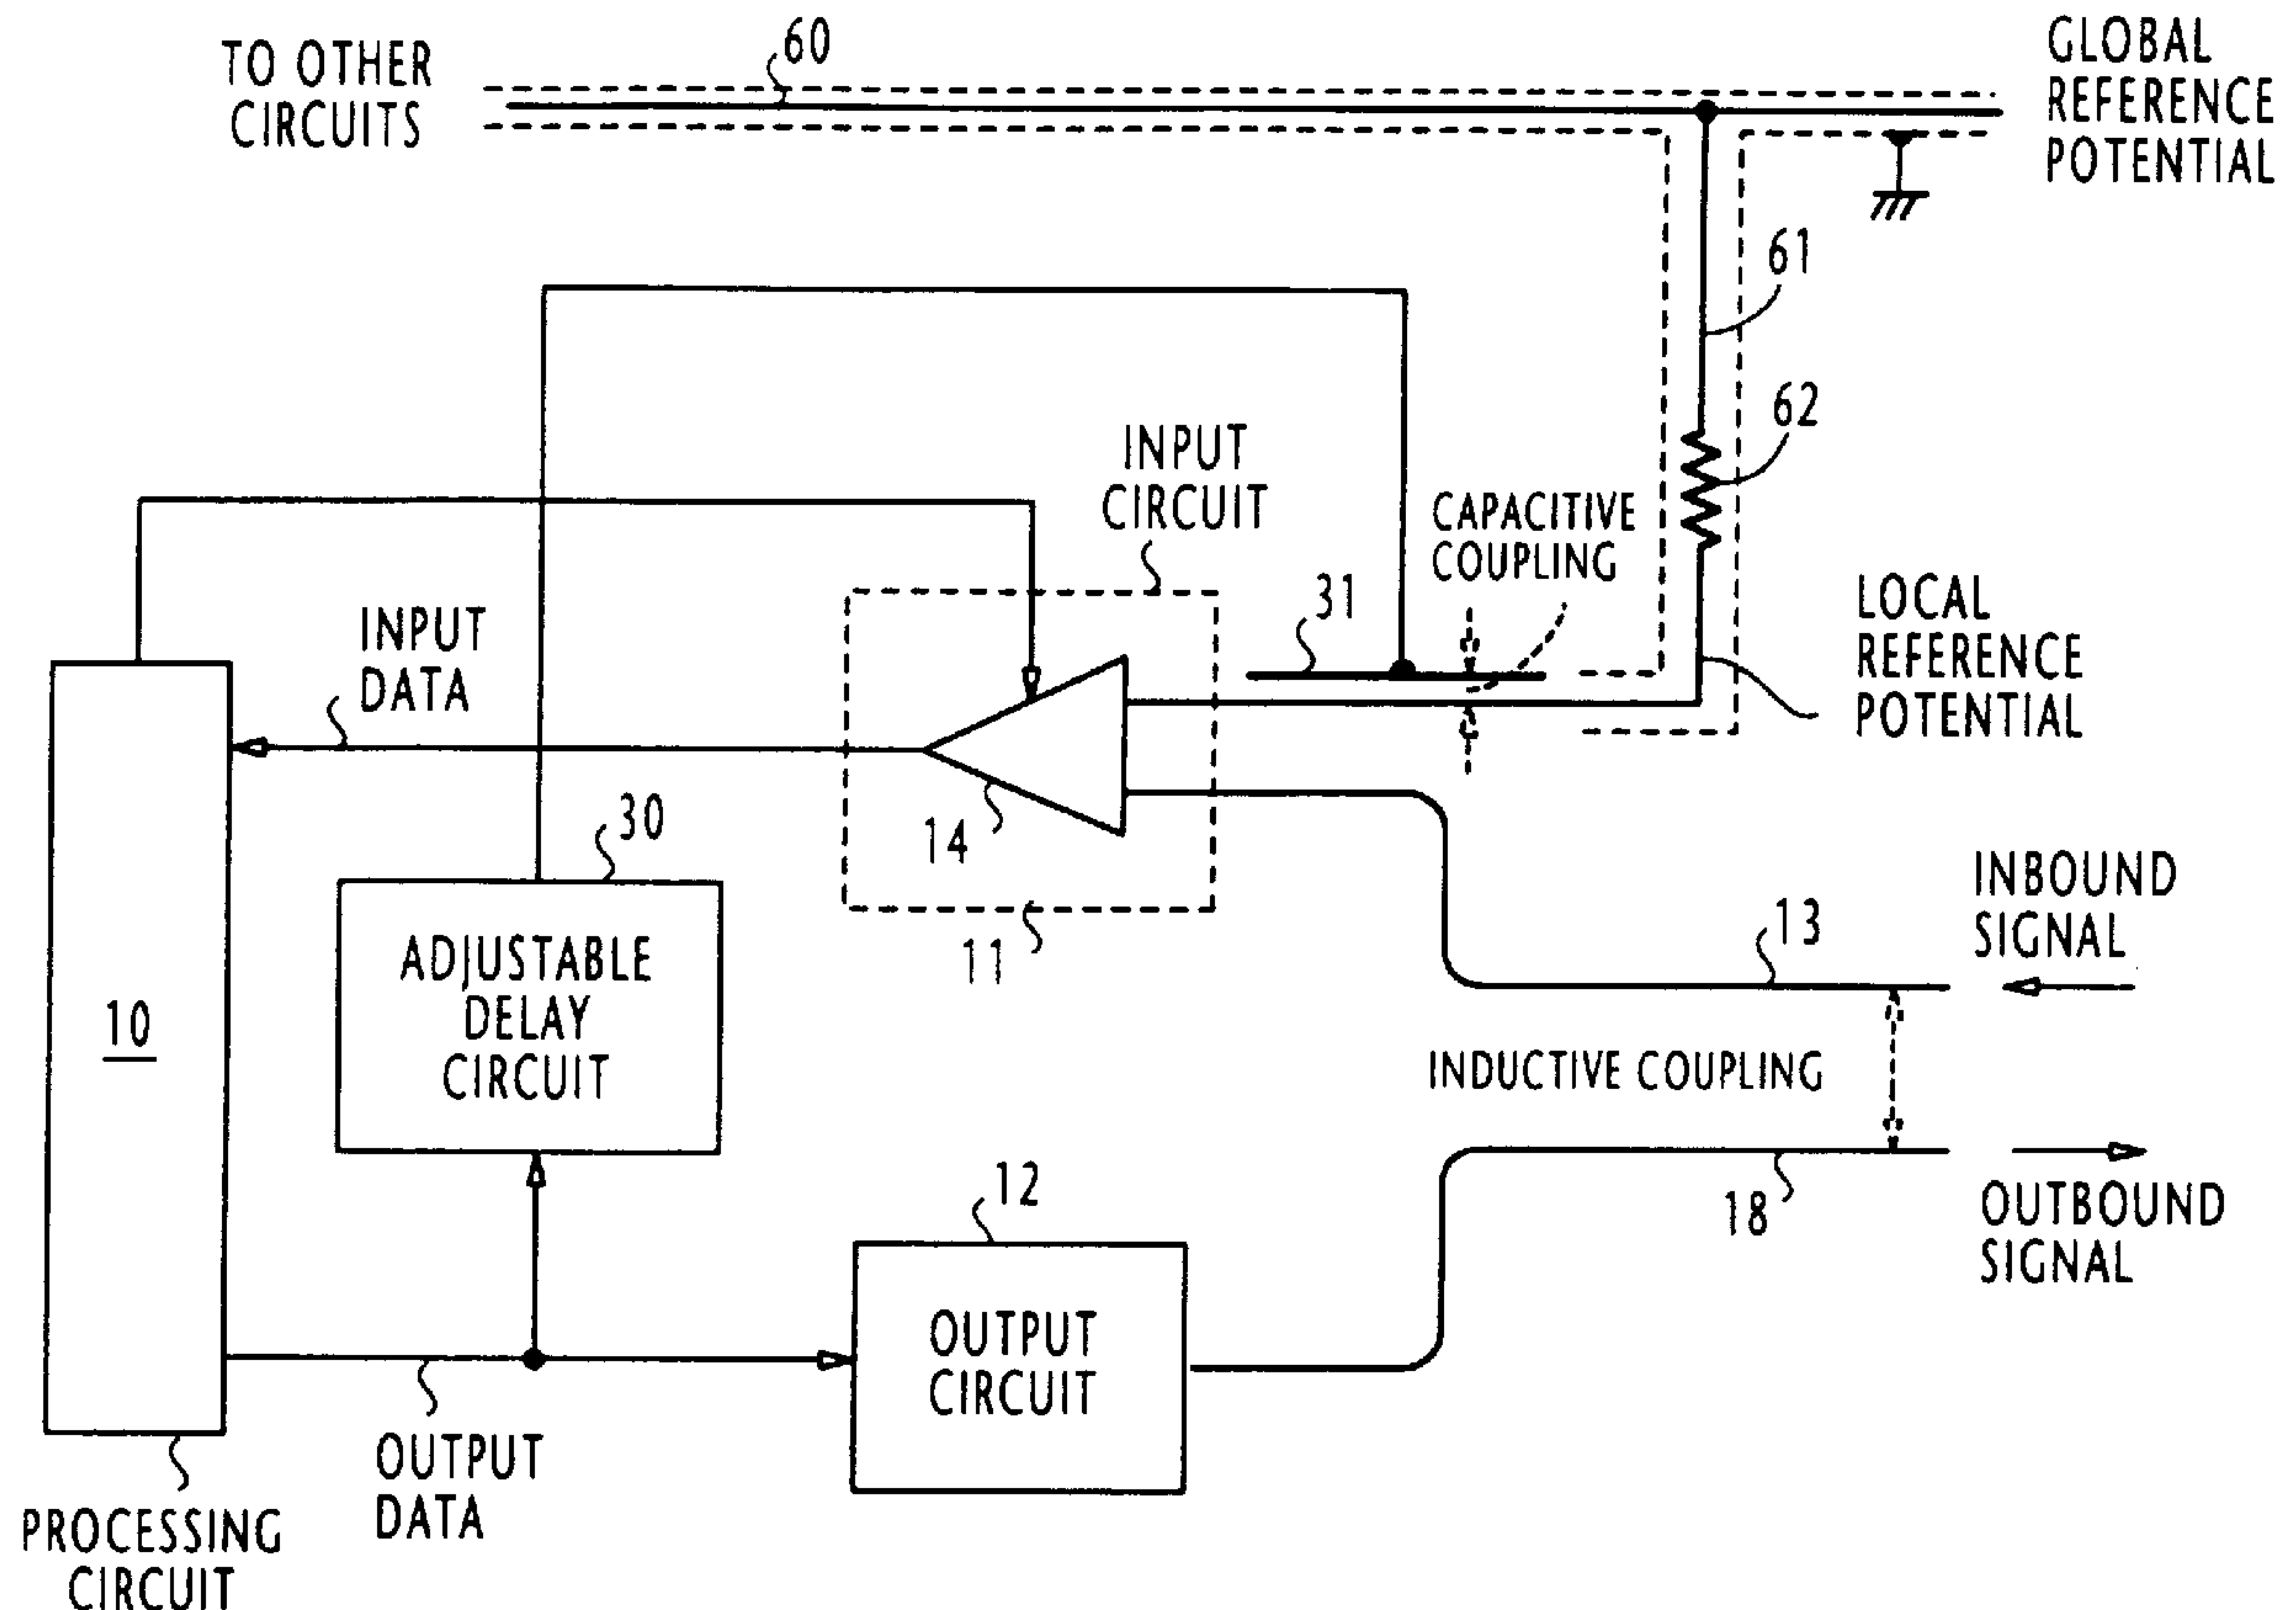 TO OTHER
CIRCUITS
60
GLOBAL
REFERENCE
POTENTIAL
61
62
INPUT
CIRCUIT
CAPACITIVE
COUPLING
31
LOCAL
REFERENCE
POTENTIAL
INPUT
DATA
14
30
11
ADJUSTABLE
DELAY
CIRCUIT
10
13
INBOUND
SIGNAL
INDUCTIVE COUPLING
12
18
OUTBOUND
SIGNAL
OUTPUT
CIRCUIT
OUTPUT
DATA
PROCESSING
CIRCUIT